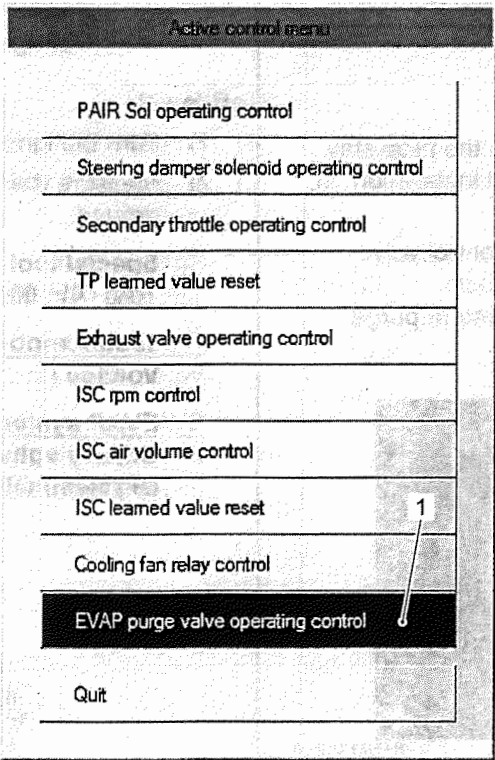 Active control menu
PAIR Sol operating control
Steering damper solenoid operating control
Secondary throttle operating control
TP learned value reset
Exhaust valve operating control
ISC rpm control
ISC air volume control
ISC learned value reset
1
Cooling fan relay control
EVAP purge valve operating control
Quit